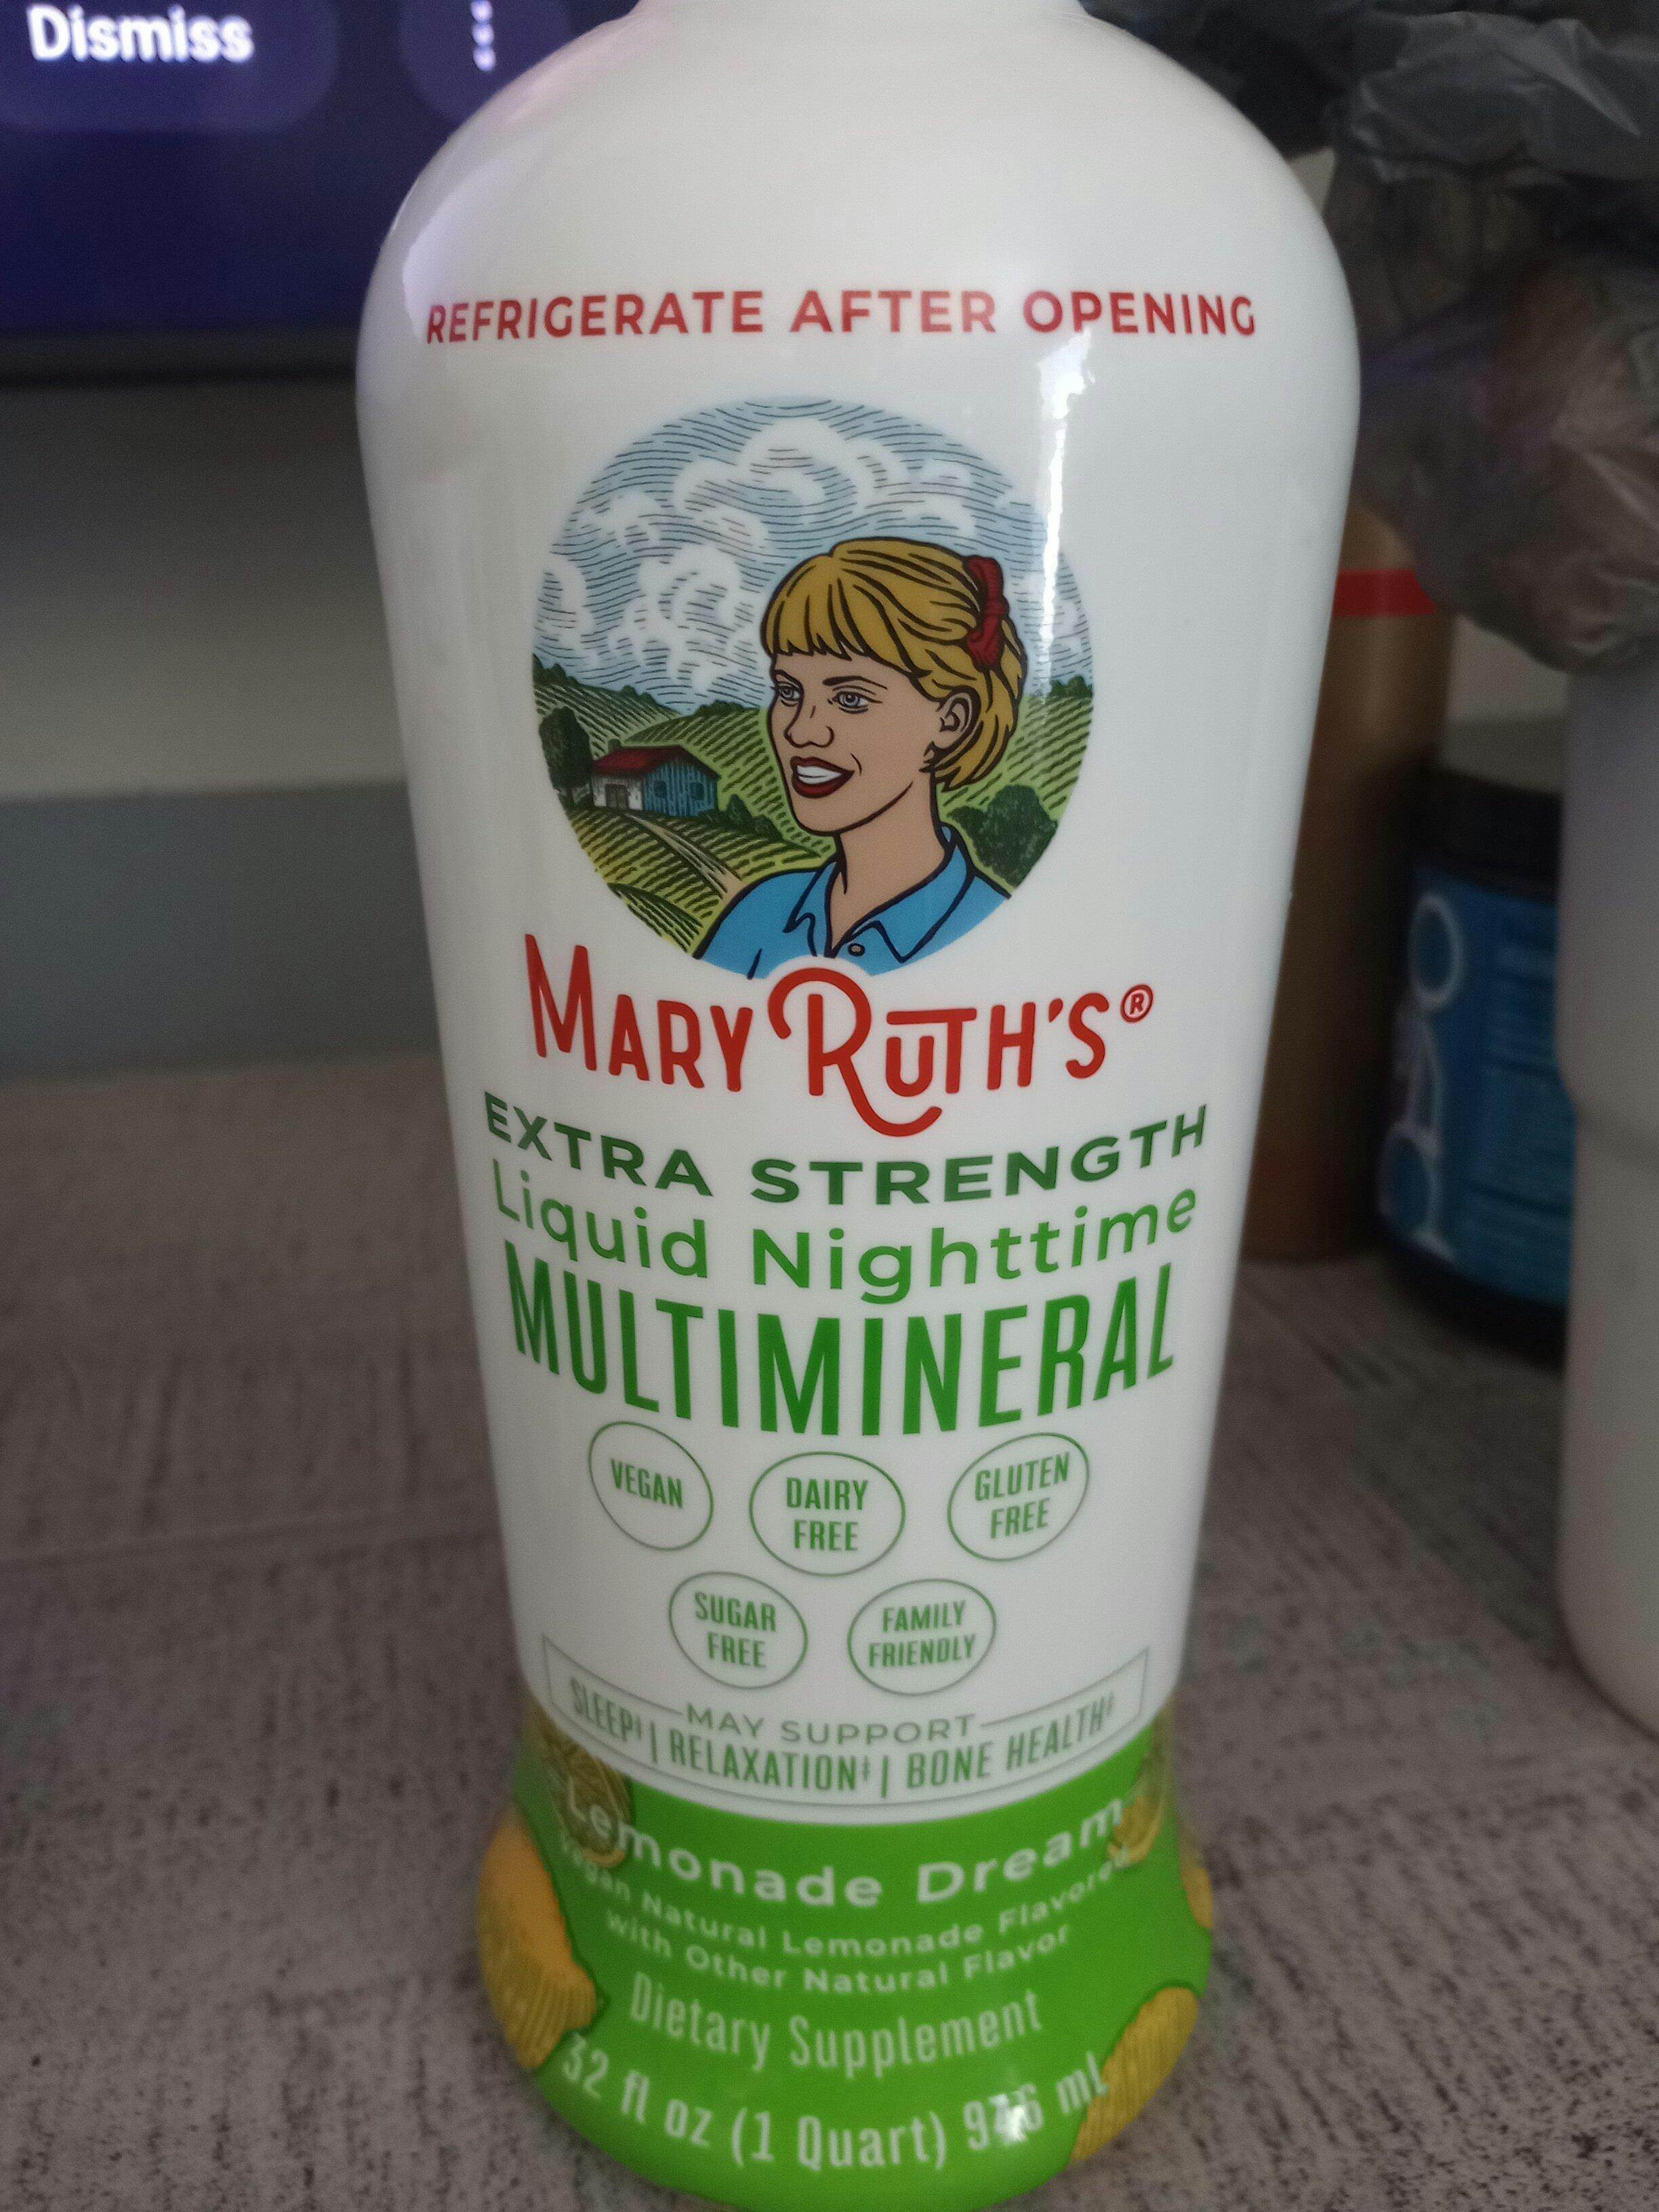 Dismiss
REFRIGERATE AFTER OPENING
MARY RUTH'S®
EXTRA STRENGTH
Liquid Nighttime
MULTIMINERAL
VEGAN
DAIRY
FREE
GLUTEN
FREE
SUGAR
FREE
FAMILY
FRIENDLY
MAY SUPPORT
SLEEP‡ | RELAXATION‡ | BONE HEALTH‡
Lemonade Dream
Vegan Natural Lemonade Flavored
with Other Natural Flavor
Dietary Supplement
32 fl oz (1 Quart) 946 mL